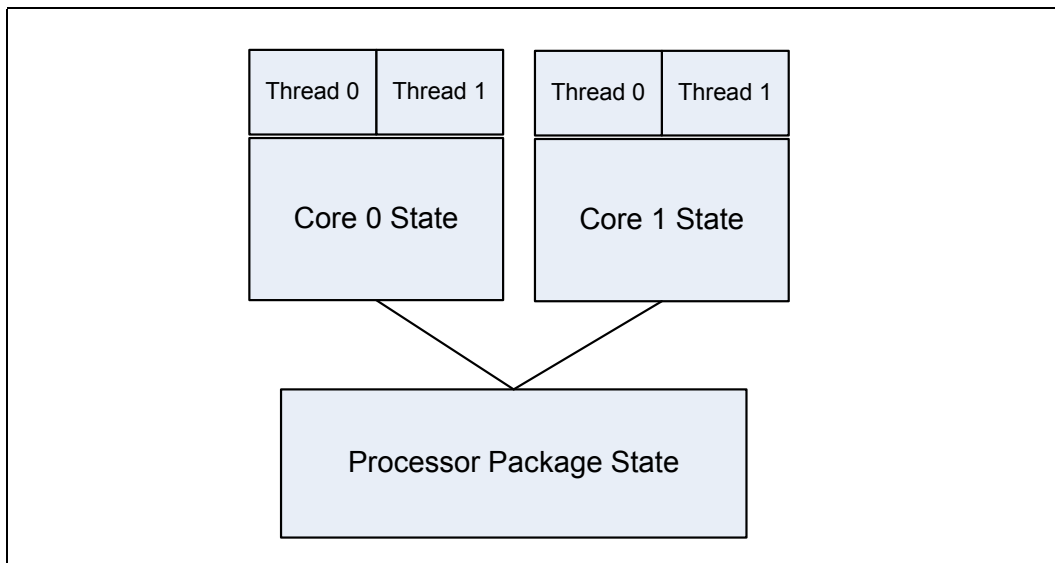 Thread 0
Thread 1
Thread 0
Thread 1
Core 0 State
Core 1 State
Processor Package State